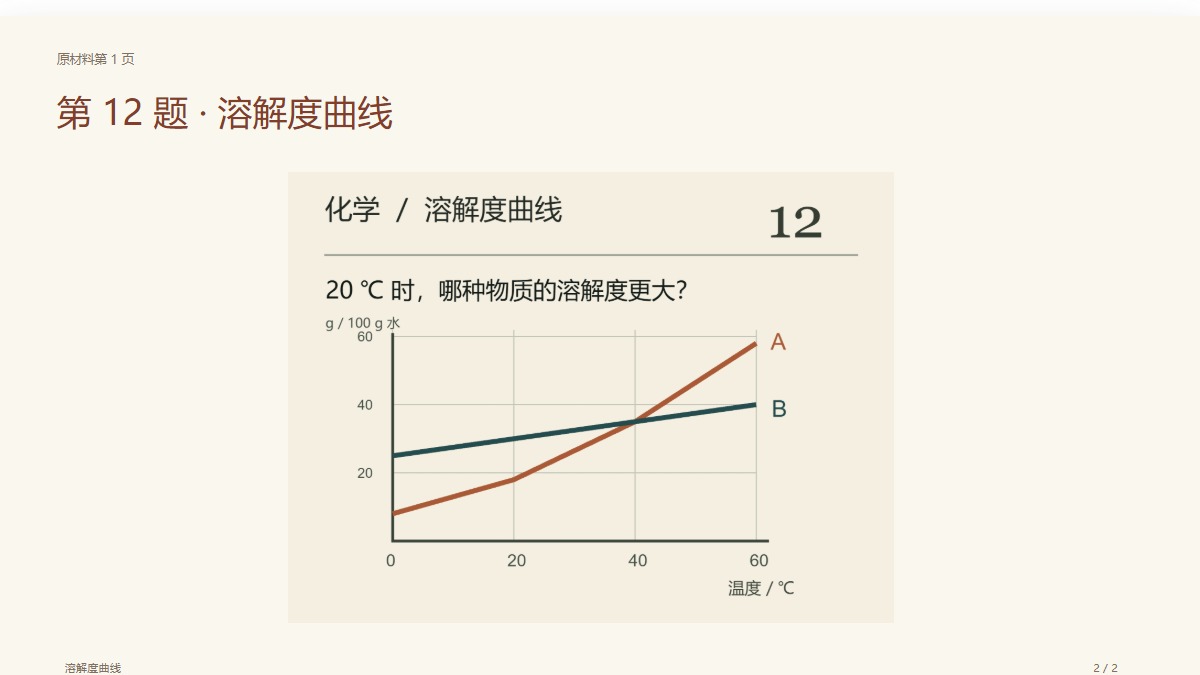 原材料第 1 页
第 12 题 · 溶解度曲线
化学 / 溶解度曲线
12
20 ℃ 时，哪种物质的溶解度更大?
g / 100 g 水
60
40
20
A
B
0
20
40
60
温度 / ℃
溶解度曲线
2 / 2